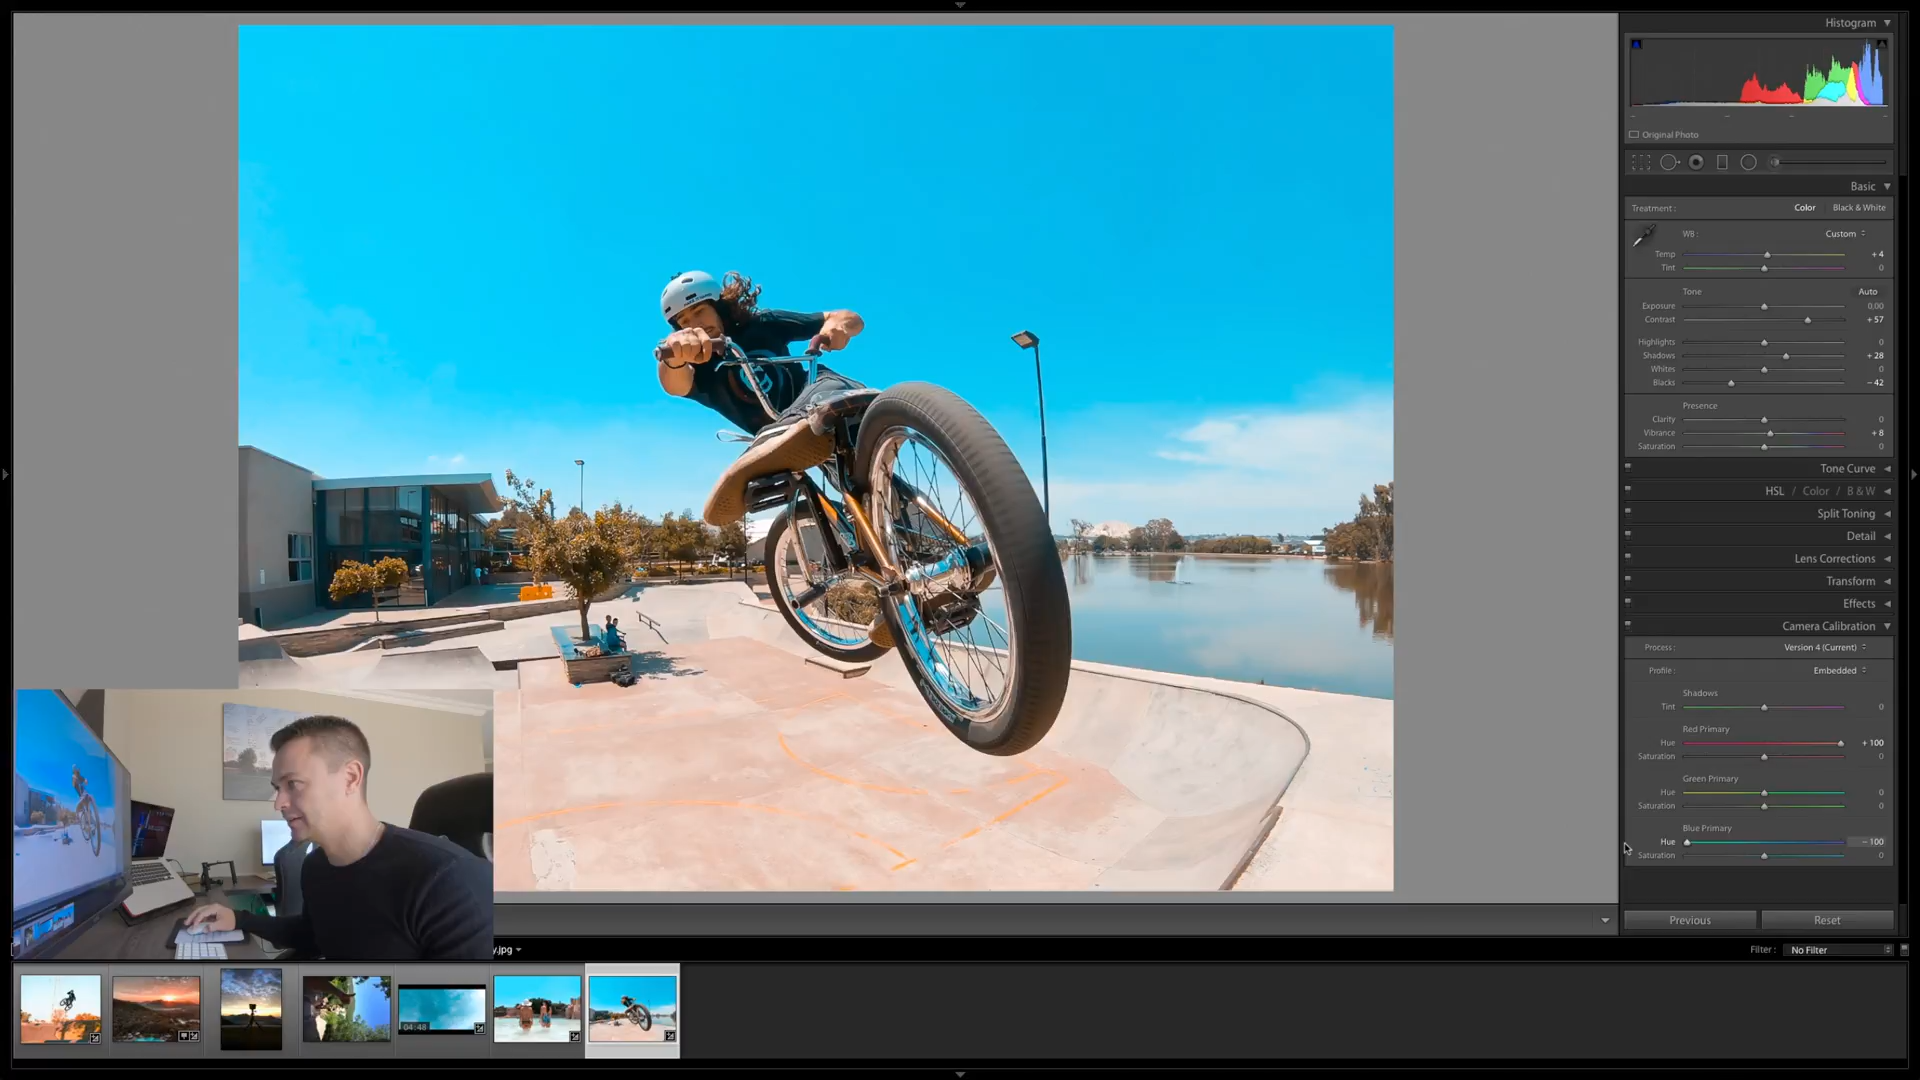 Histogram
Original Photo
Basic
Treatment : Color Black & White
WB : Custom
Temp + 4
Tint 0
Tone Auto
Exposure 0,00
Contrast + 57
Highlights 0
Shadows + 28
Whites 0
Blacks − 42
Presence
Clarity 0
Vibrance + 8
Saturation 0
Tone Curve
HSL / Color / B & W
Split Toning
Detail
Lens Corrections
Transform
Effects
Camera Calibration
Process : Version 4 (Current)
Profile : Embedded
Shadows
Tint 0
Red Primary
Hue + 100
Saturation 0
Green Primary
Hue 0
Saturation 0
Blue Primary
Hue − 100
Saturation 0
Previous Reset
y.jpg
Filter : No Filter
04:48